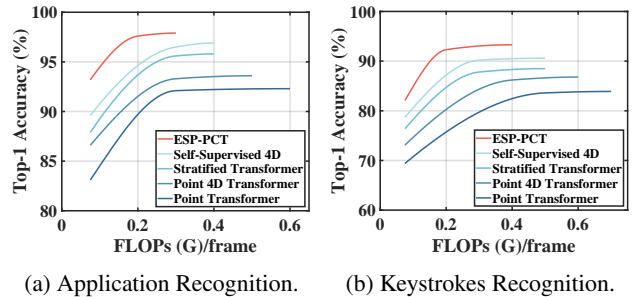 Top-1 Accuracy (%)
100
95
90
85
80
ESP-PCT
Self-Supervised 4D
Stratified Transformer
Point 4D Transformer
Point Transformer
0
0.2
0.4
0.6
FLOPs (G)/frame
(a) Application Recognition.
Top-1 Accuracy (%)
100
90
80
70
60
ESP-PCT
Self-Supervised 4D
Stratified Transformer
Point 4D Transformer
Point Transformer
0
0.2
0.4
0.6
FLOPs (G)/frame
(b) Keystrokes Recognition.